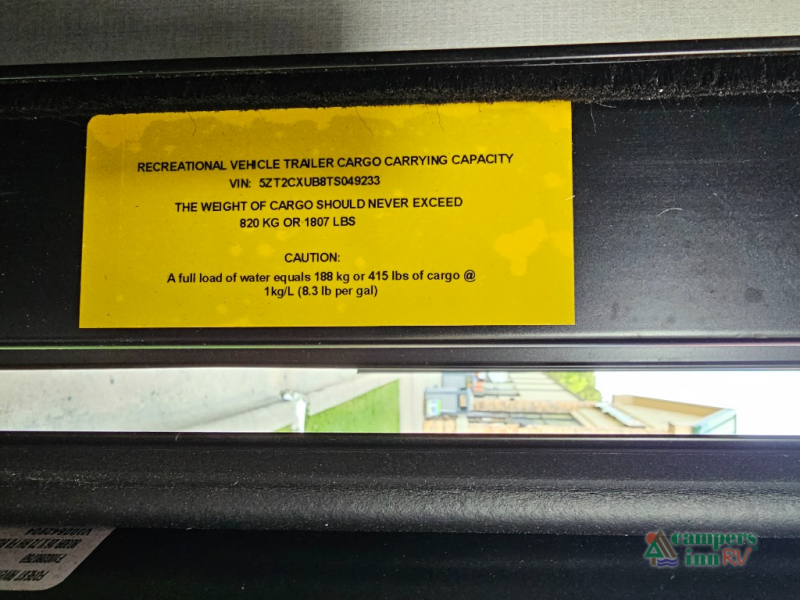 RECREATIONAL VEHICLE TRAILER CARGO CARRYING CAPACITY
VIN: 5ZT2CXUB8TS049233
THE WEIGHT OF CARGO SHOULD NEVER EXCEED
820 KG OR 1807 LBS
CAUTION:
A full load of water equals 188 kg or 415 lbs of cargo @
1kg/L (8.3 lb per gal)
campers
inn RV